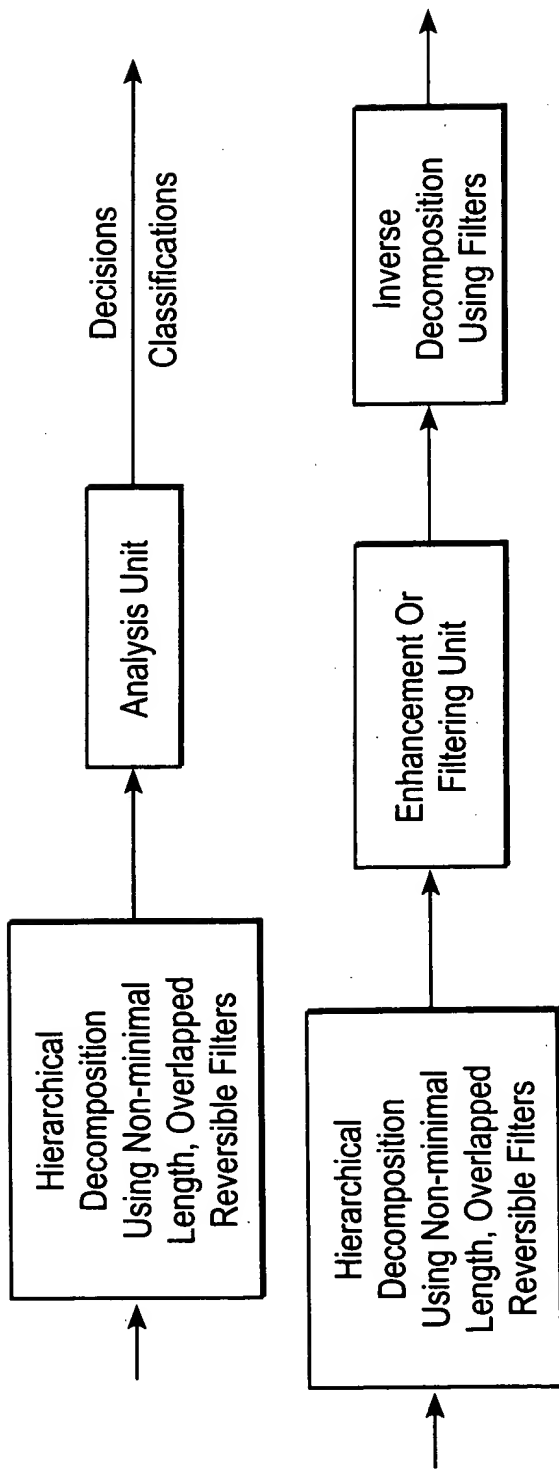 Hierarchical
Decomposition
Using Non-minimal
Length, Overlapped
Reversible Filters
Analysis Unit
Decisions
Classifications
Hierarchical
Decomposition
Using Non-minimal
Length, Overlapped
Reversible Filters
Enhancement Or
Filtering Unit
Inverse
Decomposition
Using Filters